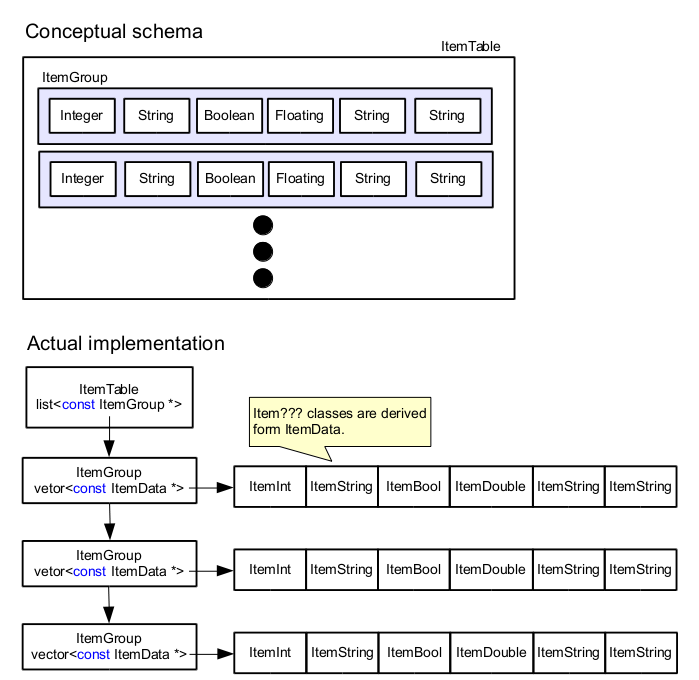 Conceptual schema
ItemTable
ItemGroup
Integer String Boolean Floating String String
Integer String Boolean Floating String String
Actual implementation
ItemTable
list<const ItemGroup *>
Item??? classes are derived
form ItemData.
ItemGroup
vetor<const ItemData *>
ItemInt ItemString ItemBool ItemDouble ItemString ItemString
ItemGroup
vetor<const ItemData *>
ItemInt ItemString ItemBool ItemDouble ItemString ItemString
ItemGroup
vector<const ItemData *>
ItemInt ItemString ItemBool ItemDouble ItemString ItemString